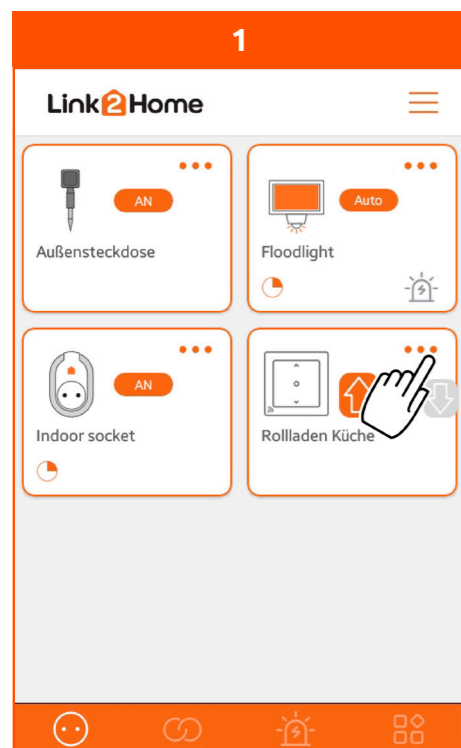 1
Link2Home
AN
Außensteckdose
Auto
Floodlight
AN
Indoor socket
Rollladen Küche